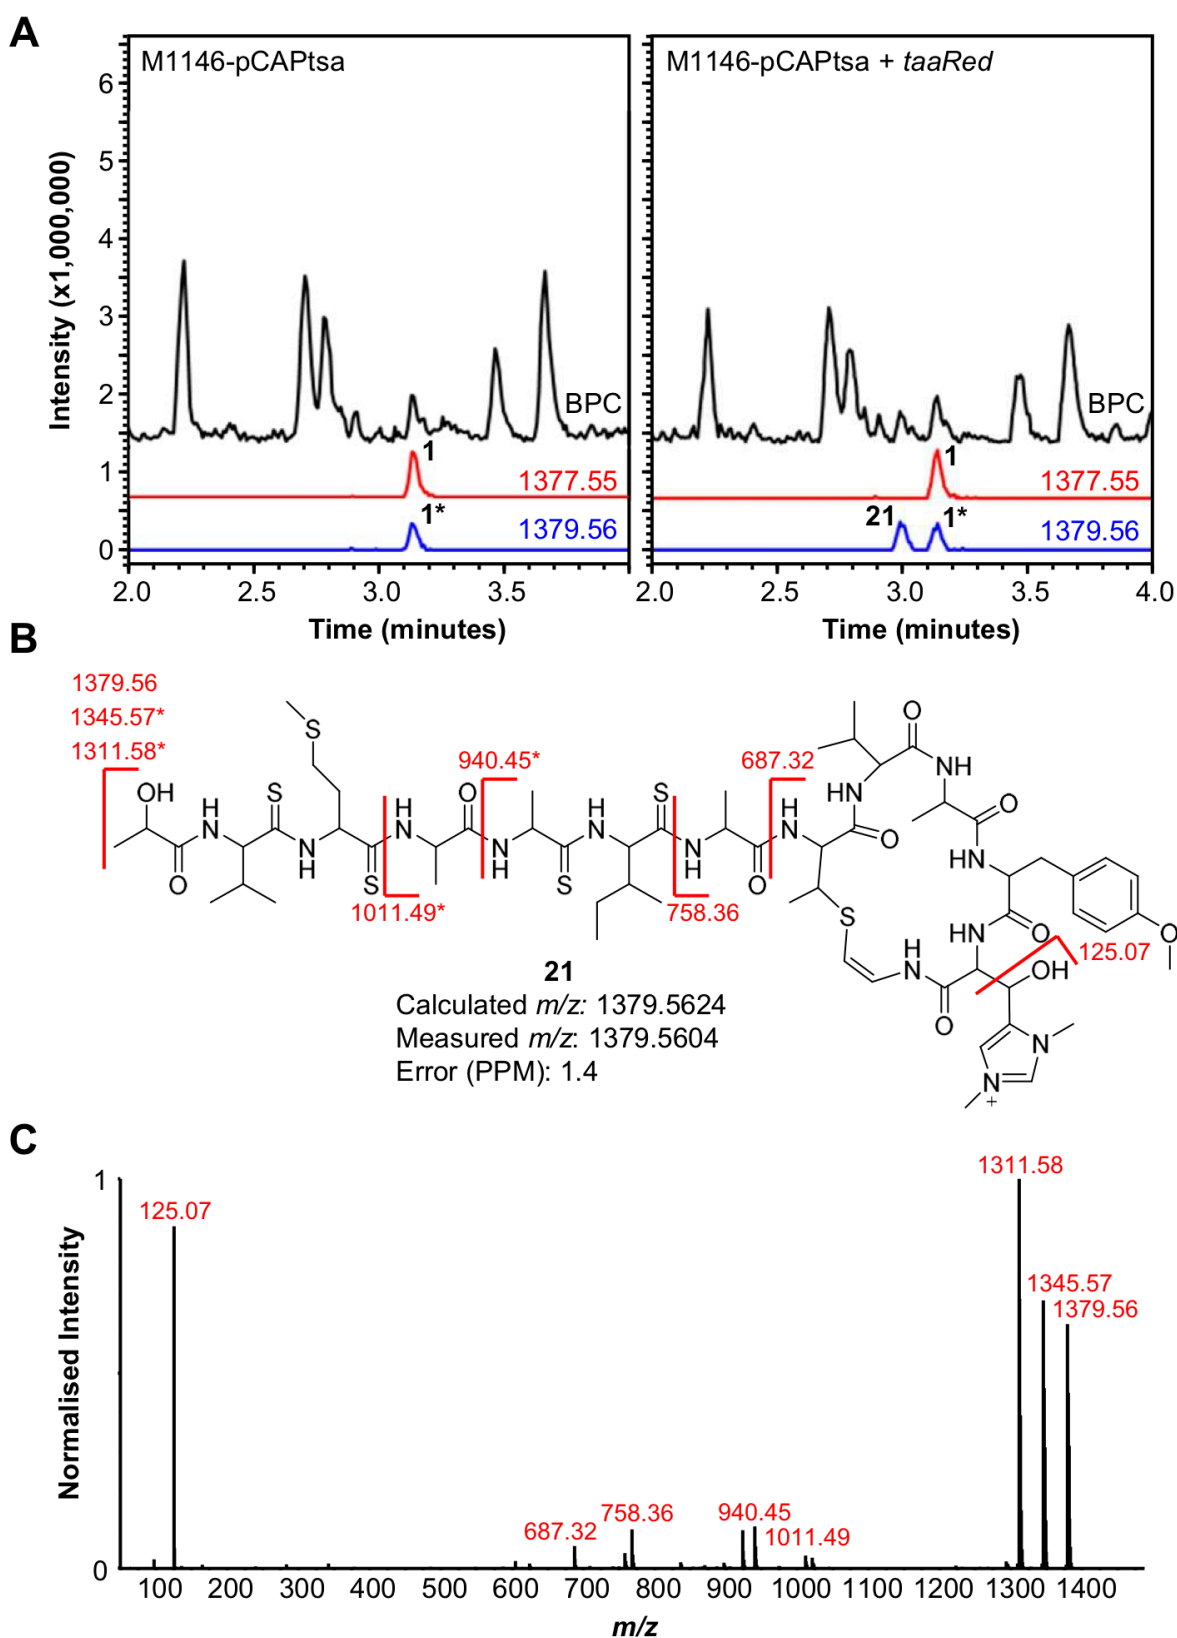 A
M1146-pCAPtsa
M1146-pCAPtsa + taaRed
Intensity (x1,000,000)
6
5
4
3
2
1
0
BPC
1
1377.55
1*
1379.56
BPC
1
1377.55
21
1*
1379.56
2.0 2.5 3.0 3.5
2.0 2.5 3.0 3.5 4.0
Time (minutes)
Time (minutes)
B
1379.56
1345.57*
1311.58*
940.45*
687.32
1011.49*
758.36
125.07
OH
O
H
N
S
S
N
H
S
H
N
O
N
H
S
H
N
S
N
H
O
H
N
HN
O
NH
O
O
HN
O
O
HN
OH
S
H
N
O
N
N
+
21
Calculated m/z: 1379.5624
Measured m/z: 1379.5604
Error (PPM): 1.4
C
Normalised Intensity
1
0
125.07
687.32
758.36
940.45
1011.49
1311.58
1345.57
1379.56
100 200 300 400 500 600 700 800 900 1000 1100 1200 1300 1400
m/z